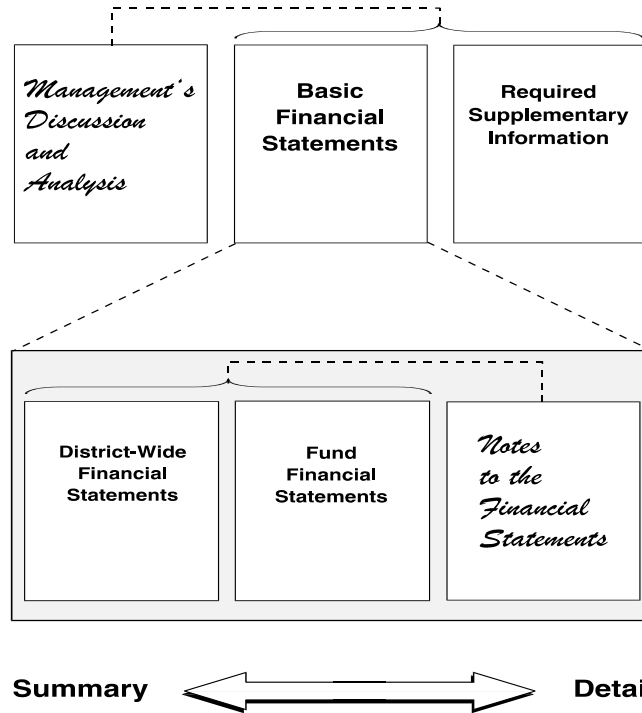 Management's
Discussion
and
Analysis
Basic
Financial
Statements
Required
Supplementary
Information
District-Wide
Financial
Statements
Fund
Financial
Statements
Notes
to the
Financial
Statements
Summary
Detai